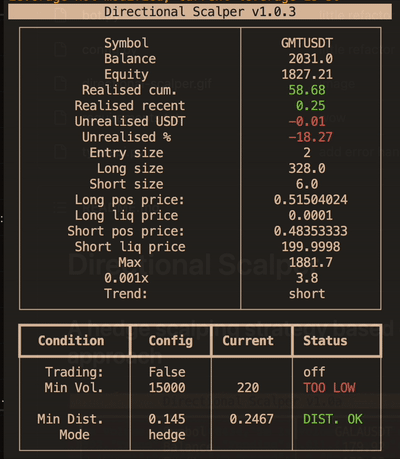 Directional Scalper v1.0.3
Symbol GMTUSDT
Balance 2031.0
Equity 1827.21
Realised cum. 58.68
Realised recent 0.25
Unrealised USDT -0.01
Unrealised % -18.27
Entry size 2
Long size 328.0
Short size 6.0
Long pos price: 0.51504024
Long liq price 0.0001
Short pos price: 0.48353333
Short liq price 199.9998
Max 1881.7
0.001x 3.8
Trend: short
Condition Config Current Status
Trading: False off
Min Vol. 15000 220 TOO LOW
Min Dist. 0.145 0.2467 DIST. OK
Mode hedge